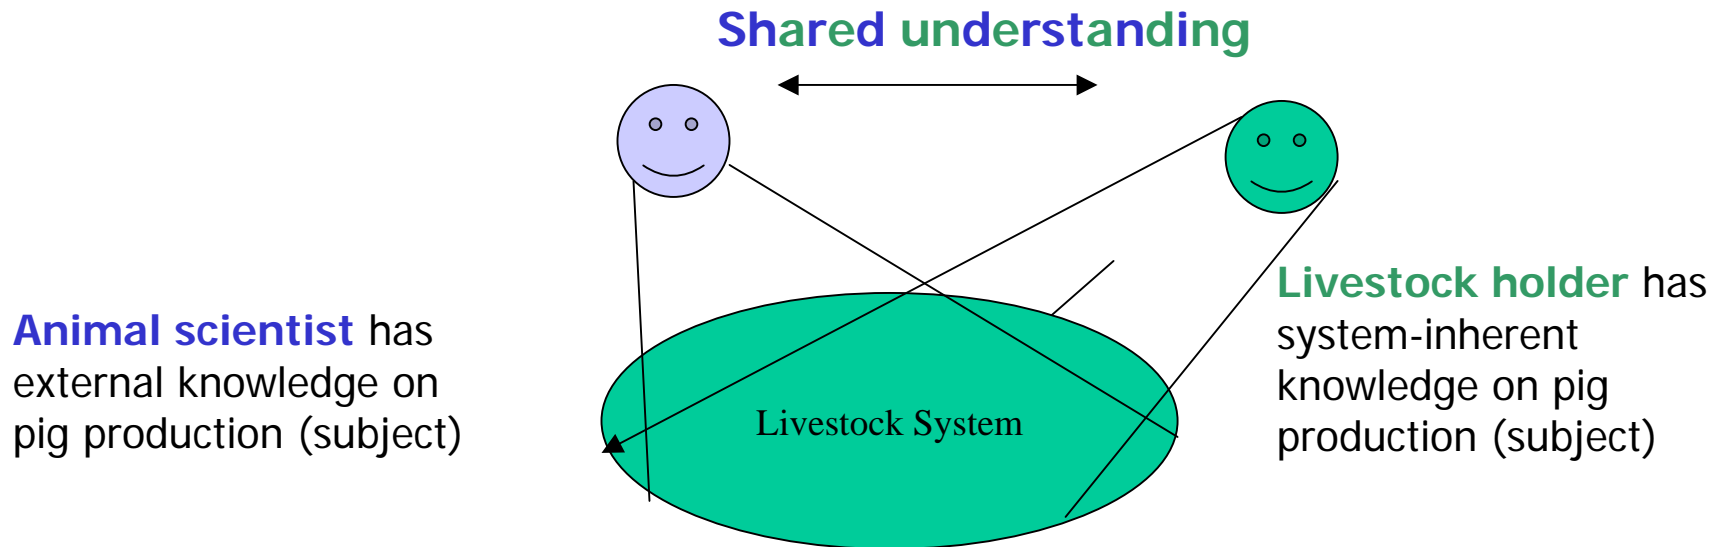 Shared understanding
Animal scientist has
external knowledge on
pig production (subject)
Livestock System
Livestock holder has
system-inherent
knowledge on pig
production (subject)